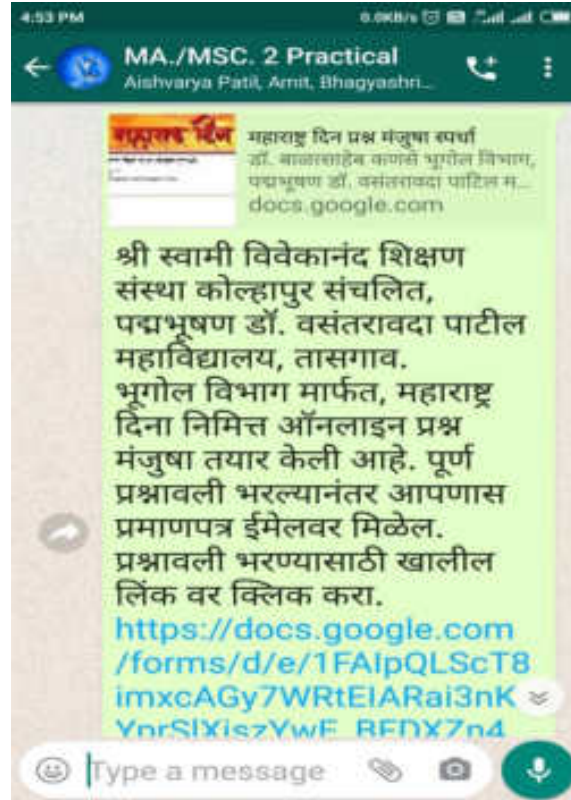 4:53 PM
0.0KB/s
MA./MSC. 2 Practical
Aishvarya Patil, Amit, Bhagyashri...
महाराष्ट्र दिन
महाराष्ट्र दिन प्रश्न मंजुषा स्पर्धा
डॉ. बाळासाहेब कणसे भूगोल विभाग,
पद्मभूषण डॉ. वसंतरावदा पाटिल म...
docs.google.com
श्री स्वामी विवेकानंद शिक्षण
संस्था कोल्हापुर संचलित,
पद्मभूषण डॉ. वसंतरावदा पाटील
महाविद्यालय, तासगाव.
भूगोल विभाग मार्फत, महाराष्ट्र
दिना निमित्त ऑनलाइन प्रश्न
मंजुषा तयार केली आहे. पूर्ण
प्रश्नावली भरल्यानंतर आपणास
प्रमाणपत्र ईमेलवर मिळेल.
प्रश्नावली भरण्यासाठी खालील
लिंक वर क्लिक करा.
https://docs.google.com
/forms/d/e/1FAIpQLScT8
imxcAGy7WRtEIARai3nK
Type a message